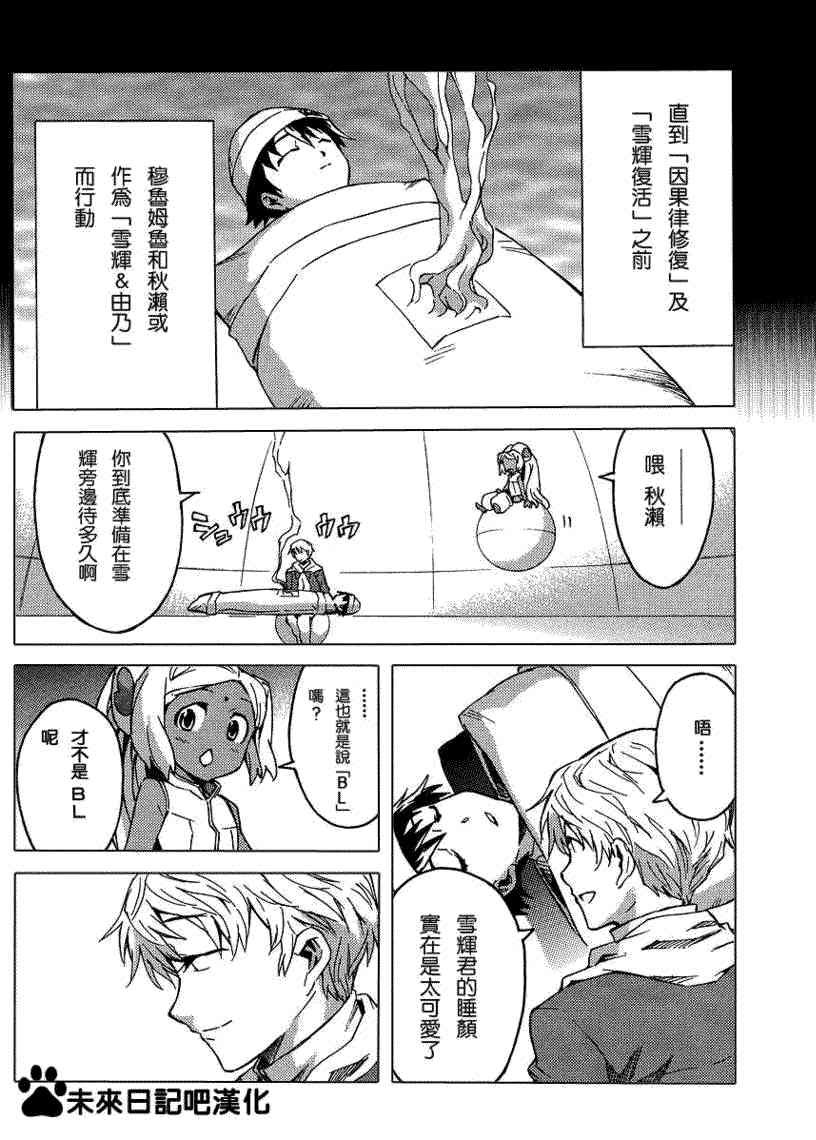 直到「因果律修復」及
「雪輝復活」之前
穆魯姆魯和秋瀨或
作為「雪輝&由乃」
而行動
喂 秋瀨
你到底準備在雪
輝旁邊待多久啊
シュウウ
ウウ
唔……
雪輝君的睡顏
實在是太可愛了
……
這也就是說「BL」
嗎？
才不是BL
呢
未來日記吧漢化